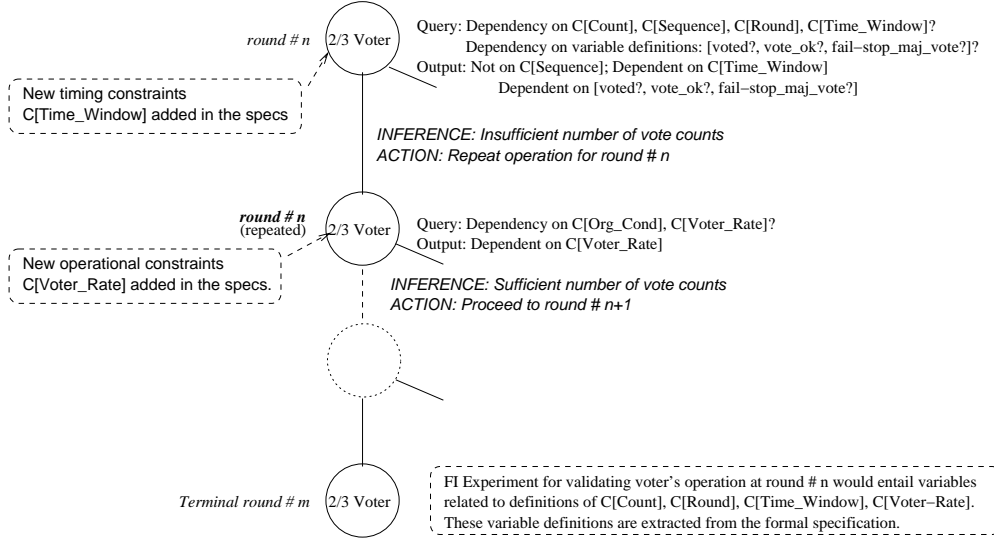 round # n
2/3 Voter
Query: Dependency on C[Count], C[Sequence], C[Round], C[Time_Window]?
Dependency on variable definitions: [voted?, vote_ok?, fail−stop_maj_vote?]?
Output: Not on C[Sequence]; Dependent on C[Time_Window]
Dependent on [voted?, vote_ok?, fail−stop_maj_vote?]
New timing constraints
C[Time_Window] added in the specs
INFERENCE: Insufficient number of vote counts
ACTION: Repeat operation for round # n
round # n
(repeated)
2/3 Voter
Query: Dependency on C[Org_Cond], C[Voter_Rate]?
Output: Dependent on C[Voter_Rate]
New operational constraints
C[Voter_Rate] added in the specs.
INFERENCE: Sufficient number of vote counts
ACTION: Proceed to round # n+1
Terminal round # m
2/3 Voter
FI Experiment for validating voter's operation at round # n would entail variables
related to definitions of C[Count], C[Round], C[Time_Window], C[Voter−Rate].
These variable definitions are extracted from the formal specification.